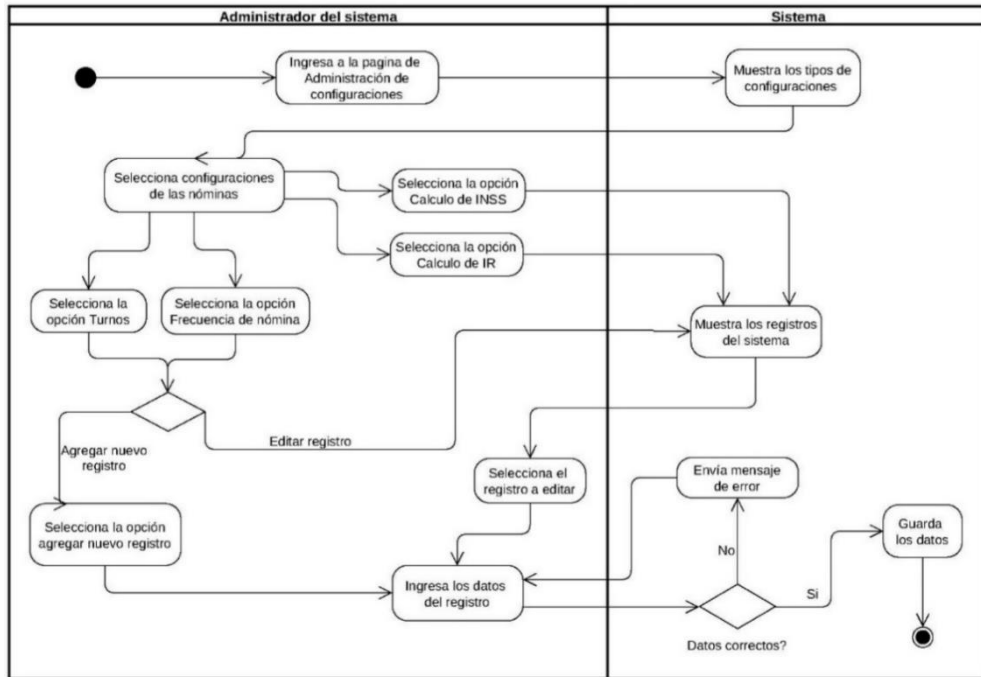 Administrador del sistema
Sistema
Ingresa a la pagina de
Administración de
configuraciones
Muestra los tipos de
configuraciones
Selecciona configuraciones
de las nóminas
Selecciona la opción
Calculo de INSS
Selecciona la opción
Calculo de IR
Selecciona la
opción Turnos
Selecciona la opción
Frecuencia de nómina
Muestra los registros
del sistema
Editar registro
Agregar nuevo
registro
Selecciona el
registro a editar
Envía mensaje
de error
Selecciona la opción
agregar nuevo registro
Guarda
los datos
No
Ingresa los datos
del registro
Si
Datos correctos?